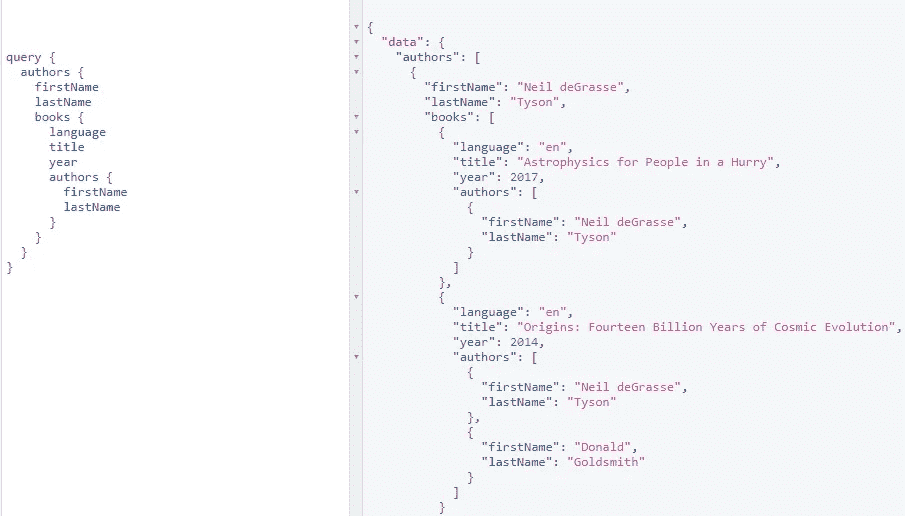 query {
  authors {
    firstName
    lastName
    books {
      language
      title
      year
      authors {
        firstName
        lastName
      }
    }
  }
}
{
  "data": {
    "authors": [
      {
        "firstName": "Neil deGrasse",
        "lastName": "Tyson",
        "books": [
          {
            "language": "en",
            "title": "Astrophysics for People in a Hurry",
            "year": 2017,
            "authors": [
              {
                "firstName": "Neil deGrasse",
                "lastName": "Tyson"
              }
            ]
          },
          {
            "language": "en",
            "title": "Origins: Fourteen Billion Years of Cosmic Evolution",
            "year": 2014,
            "authors": [
              {
                "firstName": "Neil deGrasse",
                "lastName": "Tyson"
              },
              {
                "firstName": "Donald",
                "lastName": "Goldsmith"
              }
            ]
          }